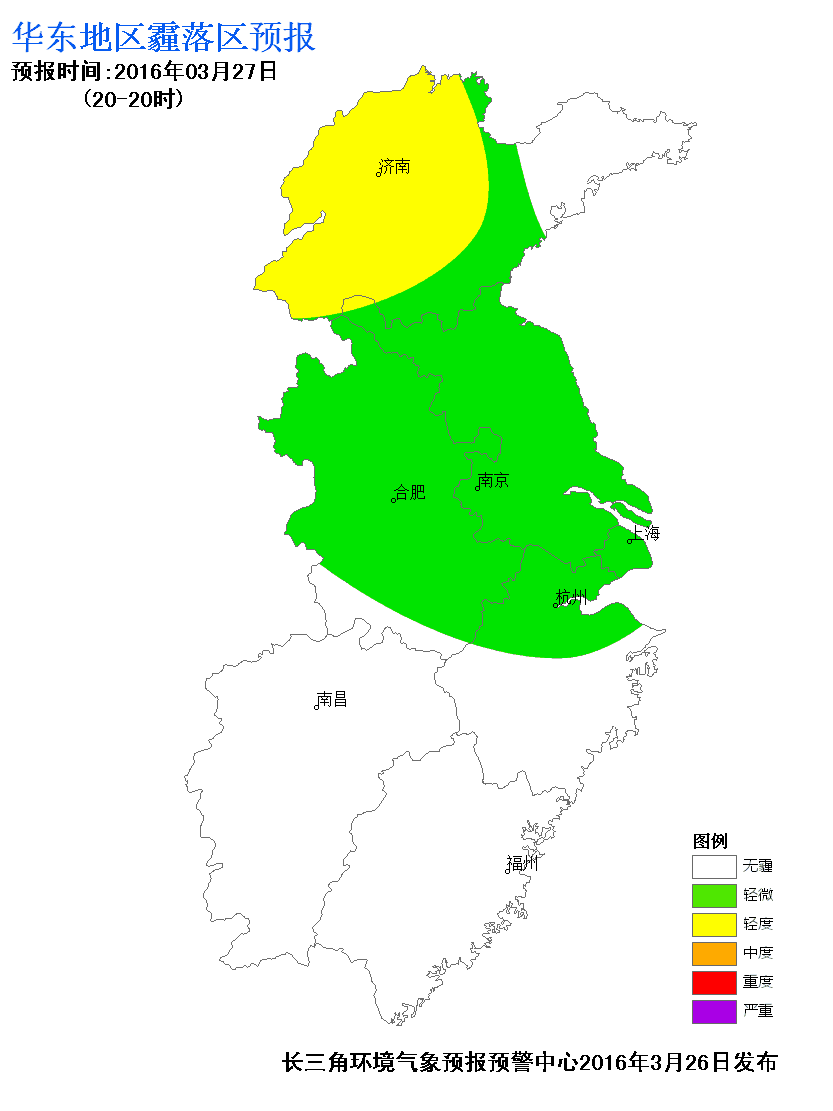 华东地区霾落区预报
预报时间:2016年03月27日
(20-20时)
济南
合肥
南京
上海
杭州
南昌
福州
图例
无霾
轻微
轻度
中度
重度
严重
长三角环境气象预报预警中心2016年3月26日发布